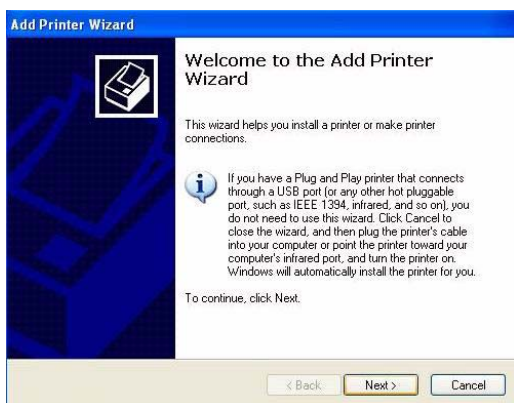 Add Printer Wizard
Welcome to the Add Printer
Wizard
This wizard helps you install a printer or make printer
connections.
If you have a Plug and Play printer that connects
through a USB port (or any other hot pluggable
port, such as IEEE 1394, infrared, and so on), you
do not need to use this wizard. Click Cancel to
close the wizard, and then plug the printer's cable
into your computer or point the printer toward your
computer's infrared port, and turn the printer on.
Windows will automatically install the printer for you.
To continue, click Next.
< Back Next > Cancel